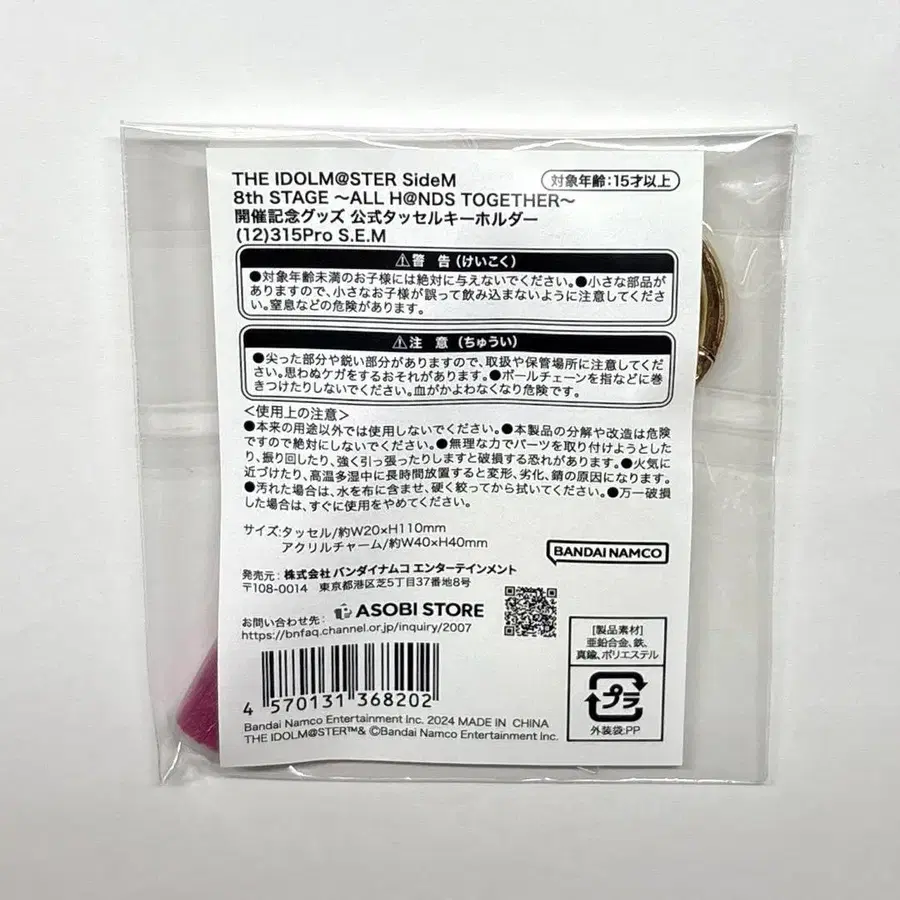 THE IDOLM@STER SideM
対象年齢:15才以上
8th STAGE ～ALL H@NDS TOGETHER～
開催記念グッズ 公式タッセルキーホルダー
(12)315Pro S.E.M
⚠警 告(けいこく)
●対象年齢未満のお子様には絶対に与えないでください。●小さな部品が
ありますので、小さなお子様が誤って飲み込まないように注意してくださ
い。窒息などの危険があります。
⚠注 意(ちゅうい)
●尖った部分や鋭い部分がありますので、取扱や保管場所に注意してくだ
さい。思わぬケガをするおそれがあります。●ボールチェーンを指などに巻
きつけたりしないでください。血がかよわなくなり危険です。
＜使用上の注意＞
●本来の用途以外では使用しないでください。●本製品の分解や改造は危険
ですので絶対にしないでください。●無理な力でパーツを取り付けようとした
り、振り回したり、強く引っ張ったりしますと破損する恐れがあります。●火気に
近づけたり、高温多湿中に長時間放置すると変形、劣化、錆の原因になります。
●汚れた場合は、水を布に含ませ、硬く絞ってから拭いてください。●万一破損
した場合は、すぐに使用をやめてください。
サイズ:タッセル/約W20×H110mm
アクリルチャーム/約W40×H40mm
BANDAI NAMCO
発売元: 株式会社 バンダイナムコ エンターテインメント
〒108-0014 東京都港区芝5丁目37番地8号
お問い合わせ先: ASOBI STORE
https://bnfaq.channel.or.jp/inquiry/2007
[製品素材]
亜鉛合金、鉄、
真鍮、ポリエステル
プラ
外装袋:PP
4 570131 368202
Bandai Namco Entertainment Inc. 2024 MADE IN CHINA
THE IDOLM@STER™& ©Bandai Namco Entertainment Inc.